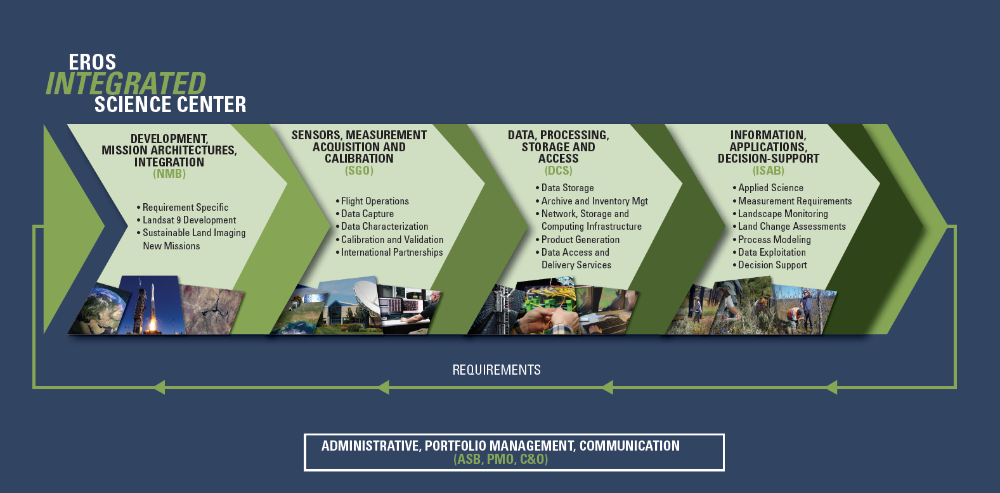 EROS
INTEGRATED
SCIENCE CENTER
DEVELOPMENT,
MISSION ARCHITECTURES,
INTEGRATION
(NMB)
• Requirement Specific
• Landsat 9 Development
• Sustainable Land Imaging
New Missions
SENSORS, MEASUREMENT
ACQUISITION AND
CALIBRATION
(SGO)
• Flight Operations
• Data Capture
• Data Characterization
• Calibration and Validation
• International Partnerships
DATA, PROCESSING,
STORAGE AND
ACCESS
(DCS)
• Data Storage
• Archive and Inventory Mgt
• Network, Storage and
Computing Infrastructure
• Product Generation
• Data Access and
Delivery Services
INFORMATION,
APPLICATIONS,
DECISION-SUPPORT
(ISAB)
• Applied Science
• Measurement Requirements
• Landscape Monitoring
• Land Change Assessments
• Process Modeling
• Data Exploitation
• Decision Support
REQUIREMENTS
ADMINISTRATIVE, PORTFOLIO MANAGEMENT, COMMUNICATION
(ASB, PMO, C&O)